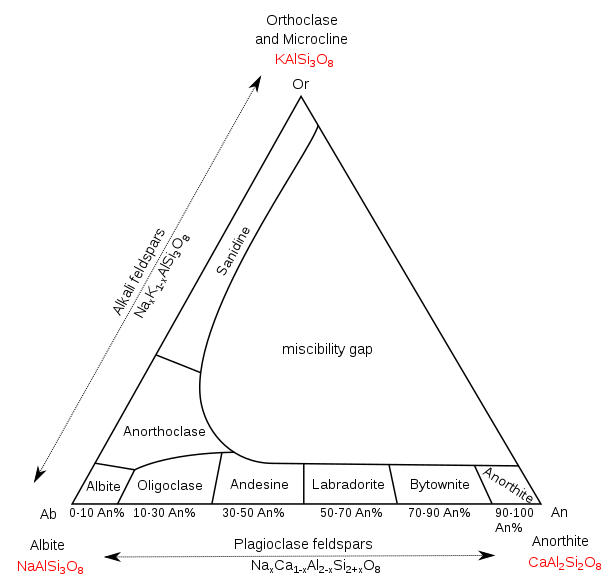 Orthoclase
and Microcline
KAlSi₃O₈
Or
Alkali feldspars
NaₓK₁₋ₓAlSi₃O₈
Sanidine
miscibility gap
Anorthoclase
Albite
Oligoclase
Andesine
Labradorite
Bytownite
Anorthite
Ab
0-10 An%
10-30 An%
30-50 An%
50-70 An%
70-90 An%
90-100
An%
An
Albite
NaAlSi₃O₈
Plagioclase feldspars
NaₓCa₁₋ₓAl₂₋ₓSi₂₊ₓO₈
Anorthite
CaAl₂Si₂O₈